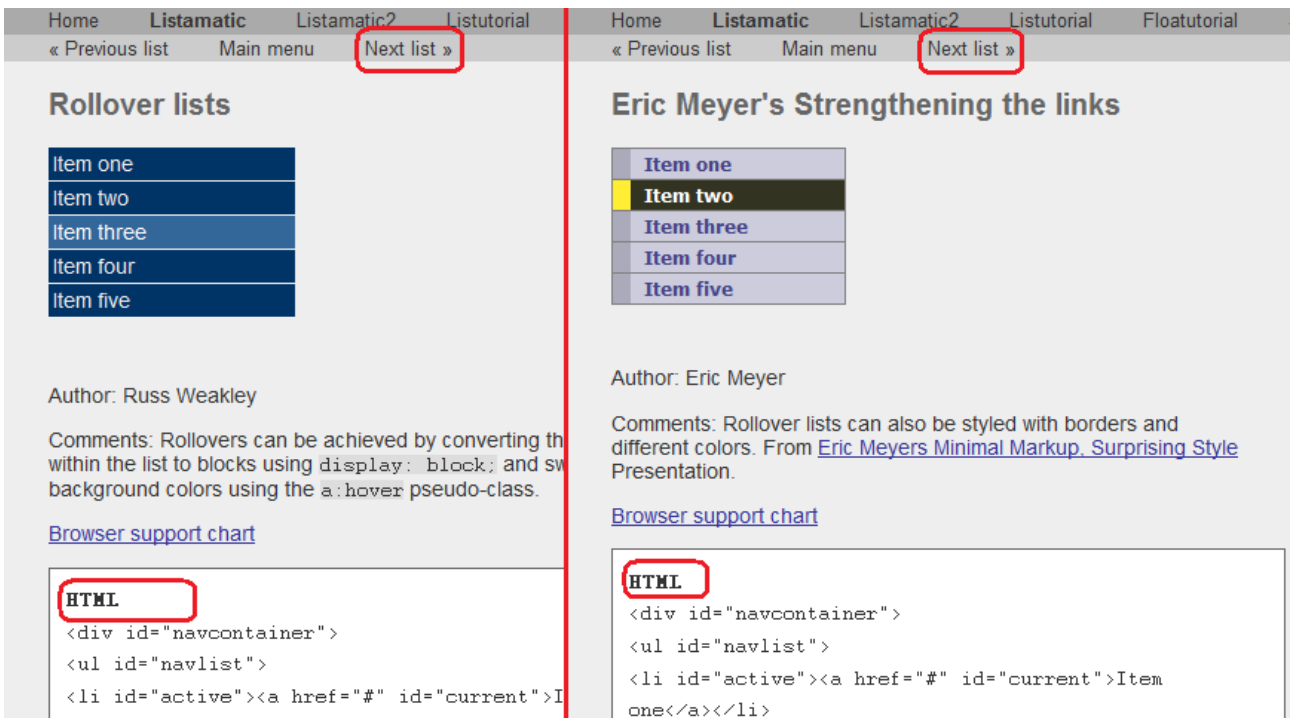 Home Listamatic Listamatic2 Listutorial
« Previous list Main menu Next list »
Rollover lists
Item one
Item two
Item three
Item four
Item five
Author: Russ Weakley
Comments: Rollovers can be achieved by converting th
within the list to blocks using display: block; and sw
background colors using the a:hover pseudo-class.
Browser support chart
HTML
<div id="navcontainer">
<ul id="navlist">
<li id="active"><a href="#" id="current">I
Home Listamatic Listamatic2 Listutorial Floatutorial
« Previous list Main menu Next list »
Eric Meyer's Strengthening the links
Item one
Item two
Item three
Item four
Item five
Author: Eric Meyer
Comments: Rollover lists can also be styled with borders and
different colors. From Eric Meyers Minimal Markup, Surprising Style
Presentation.
Browser support chart
HTML
<div id="navcontainer">
<ul id="navlist">
<li id="active"><a href="#" id="current">Item
one</a></li>